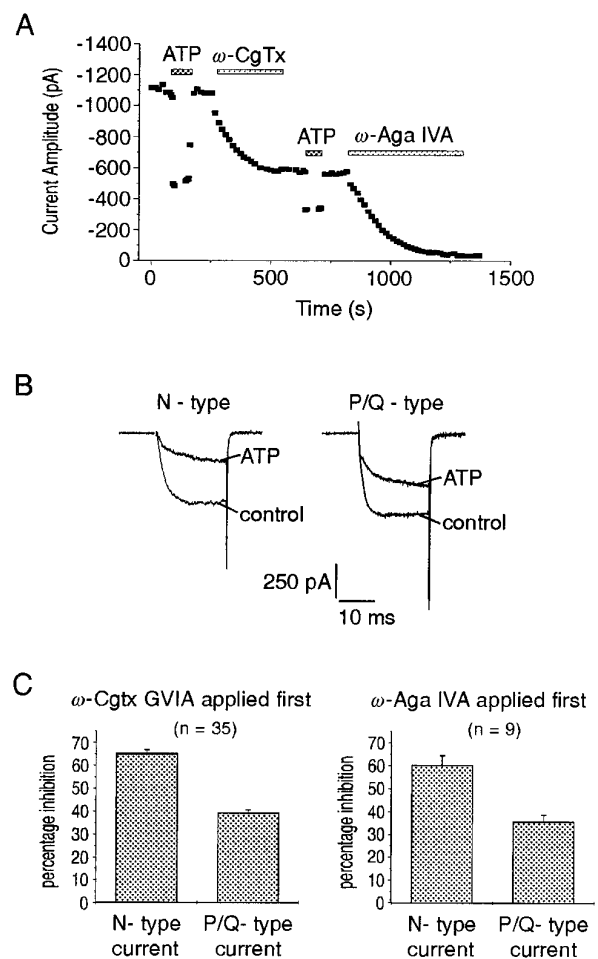 A
Current Amplitude (pA)
-1400
-1200
-1000
-800
-600
-400
-200
0
ATP
ω-CgTx
ATP
ω-Aga IVA
0
500
1000
1500
Time (s)
B
N - type
P/Q - type
ATP
control
ATP
control
250 pA
10 ms
C
ω-Cgtx GVIA applied first
(n = 35)
percentage inhibition
70
60
50
40
30
20
10
0
N- type
current
P/Q- type
current
ω-Aga IVA applied first
(n = 9)
percentage inhibition
70
60
50
40
30
20
10
0
N- type
current
P/Q- type
current